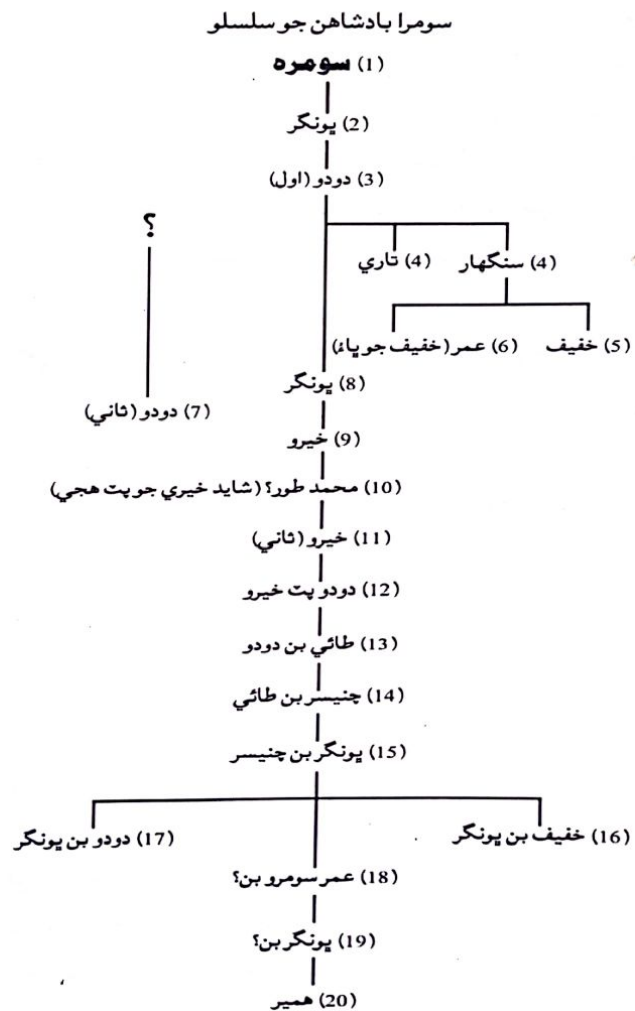 سومرا بادشاهن جو سلسلو
(1) سومره
(2) ڀونگر
(3) دودو (اول)
؟
(4) سنگهار (4) تاري
(5) خفيف (6) عمر (خفيف جو ڀاءُ)
(8) ڀونگر
(7) دودو (ثاني)
(9) خيرو
(10) محمد طور؟ (شايد خيري جو پٽ هجي)
(11) خيرو (ثاني)
(12) دودو پٽ خيرو
(13) طائي بن دودو
(14) چنيسر بن طائي
(15) ڀونگر بن چنيسر
(16) خفيف بن ڀونگر (17) دودو بن ڀونگر
(18) عمر سومرو بن؟
(19) ڀونگر بن؟
(20) همير